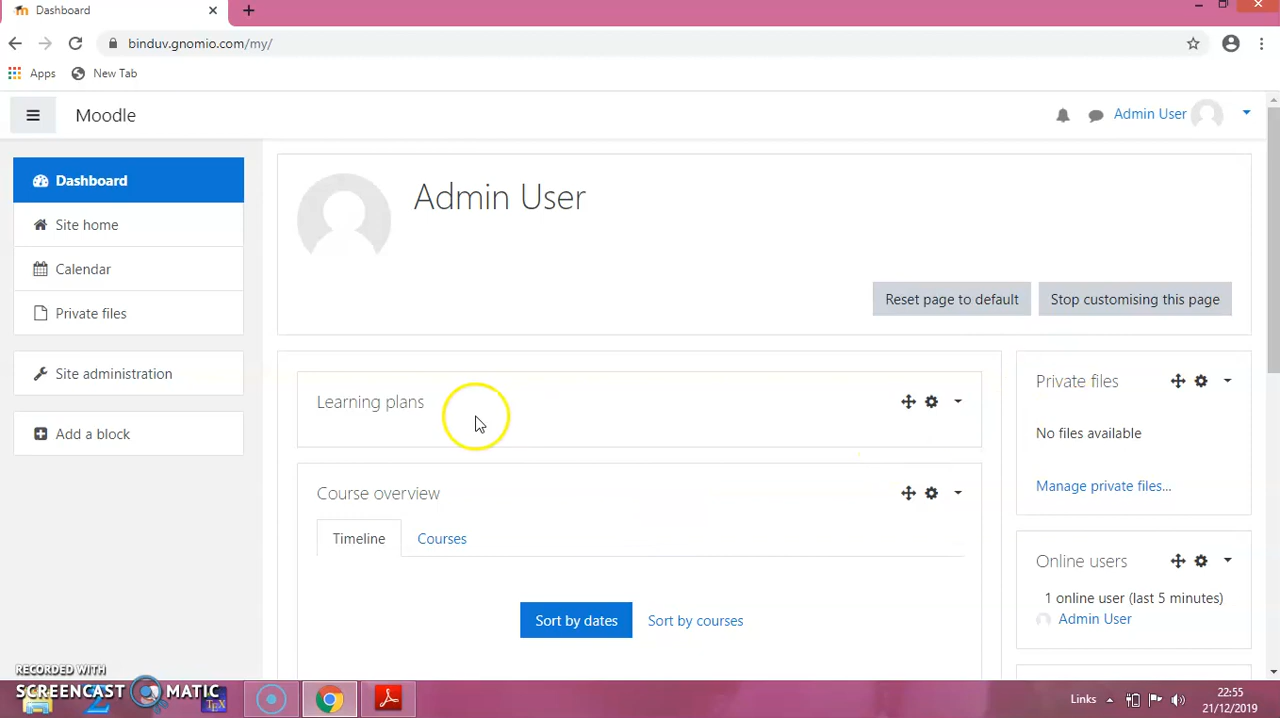 Dashboard
binduv.gnomio.com/my/
Apps
New Tab
Moodle
Admin User
Dashboard
Site home
Calendar
Private files
Site administration
Add a block
Admin User
Reset page to default
Stop customising this page
Learning plans
Course overview
Timeline
Courses
Sort by dates
Sort by courses
Private files
No files available
Manage private files...
Online users
1 online user (last 5 minutes)
Admin User
RECORDED WITH
SCREENCAST MATIC
TEX
Links
22:55
21/12/2019